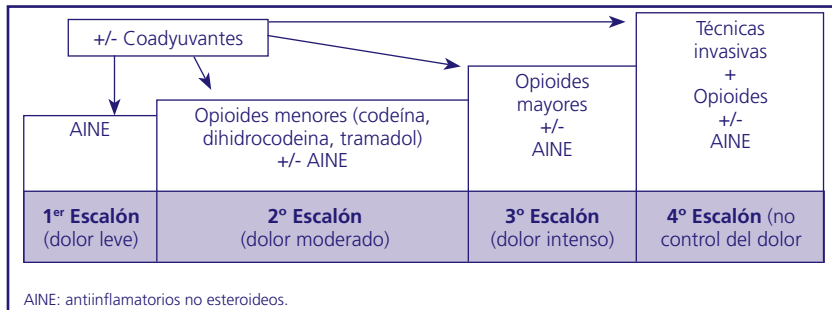 +/- Coadyuvantes
AINE
Opioides menores (codeína,
dihidrocodeina, tramadol)
+/- AINE
Opioides
mayores
+/-
AINE
Técnicas
invasivas
+
Opioides
+/-
AINE
1er Escalón
(dolor leve)
2º Escalón
(dolor moderado)
3º Escalón
(dolor intenso)
4º Escalón (no
control del dolor
AINE: antiinflamatorios no esteroideos.